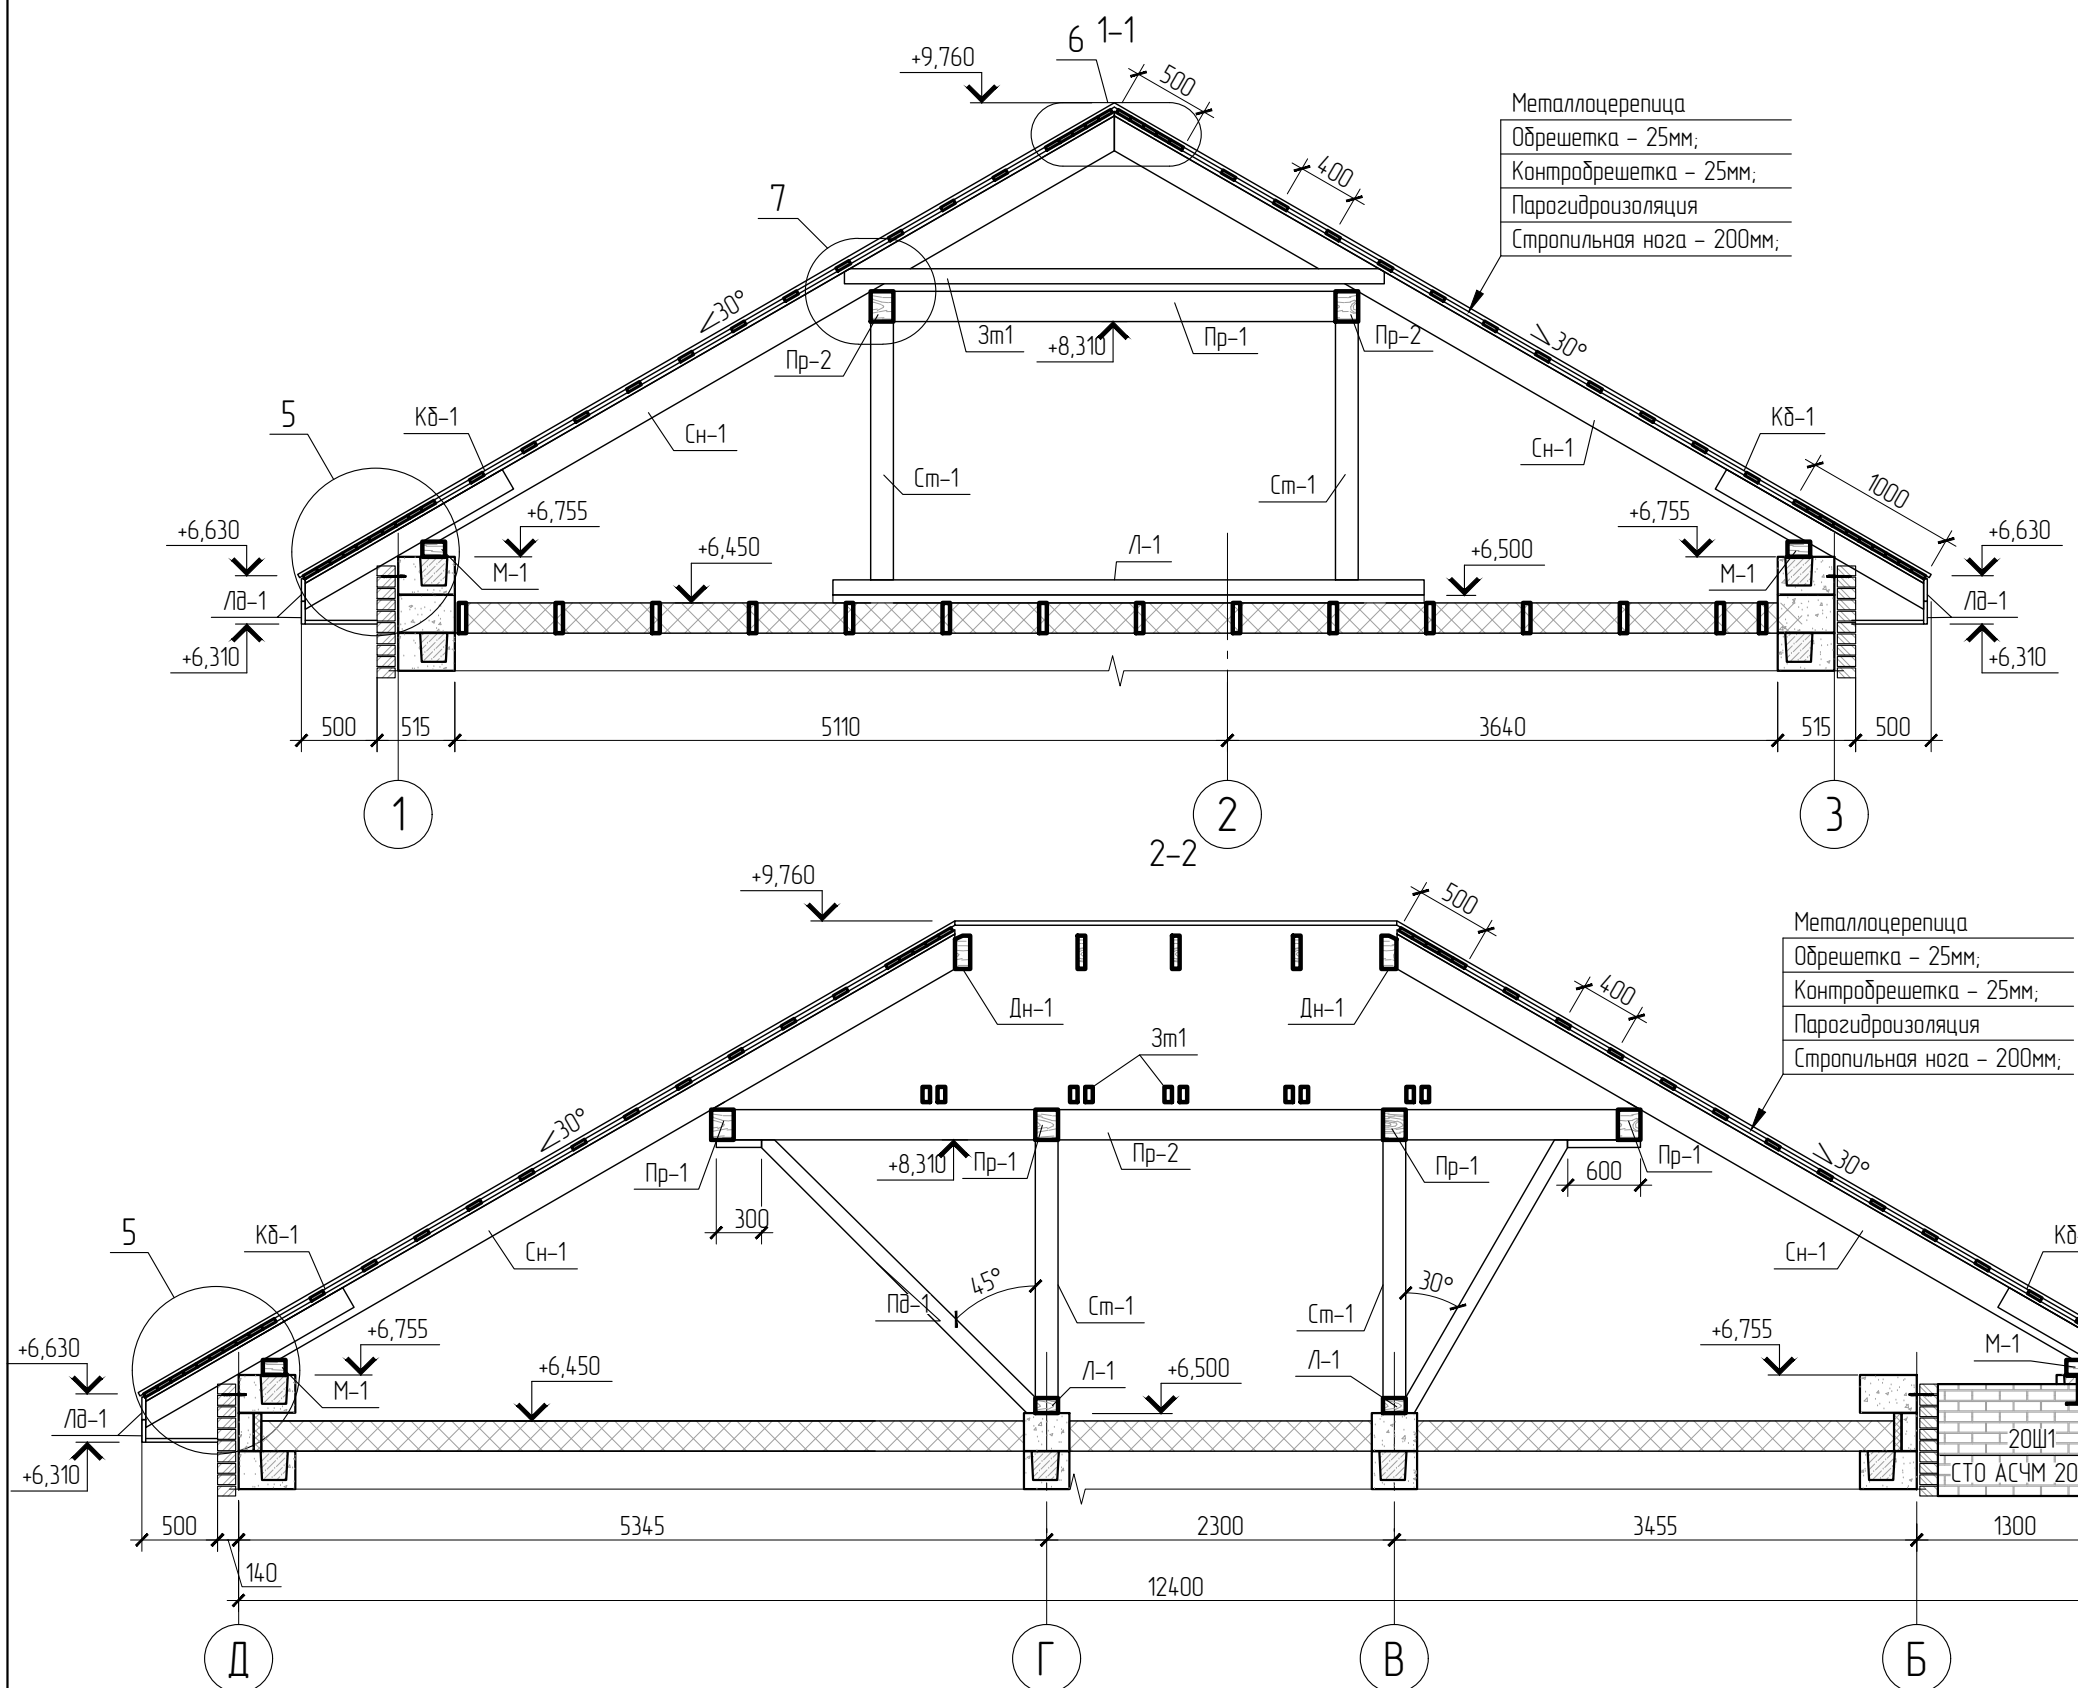 1-1
6
+9,760
500
Металлочерепица
Обрешетка - 25мм;
Контробрешетка - 25мм;
Парогидроизоляция
Стропильная нога - 200мм;
400
7
<30°
>30°
Зт1
+8,310
Пр-1
Пр-2
Пр-2
5
Кб-1
Сн-1
Сн-1
Кб-1
Ст-1
Ст-1
1000
+6,630
+6,755
+6,450
Л-1
+6,500
+6,755
+6,630
М-1
М-1
Лд-1
Лд-1
+6,310
+6,310
500
515
5110
3640
515
500
1
2
3
2-2
+9,760
500
Металлочерепица
Обрешетка - 25мм;
Контробрешетка - 25мм;
Парогидроизоляция
Стропильная нога - 200мм;
400
Дн-1
Дн-1
Зт1
<30°
>30°
Пр-1
+8,310
Пр-1
Пр-2
Пр-1
Пр-1
300
600
5
Кб-1
Сн-1
Сн-1
Кб-
45°
30°
Пд-1
Ст-1
Ст-1
+6,630
+6,755
+6,450
Л-1
+6,500
Л-1
+6,755
М-1
М-1
Лд-1
+6,310
20Ш1
СТО АСЧМ 20
500
5345
2300
3455
1300
140
12400
Д
Г
В
Б